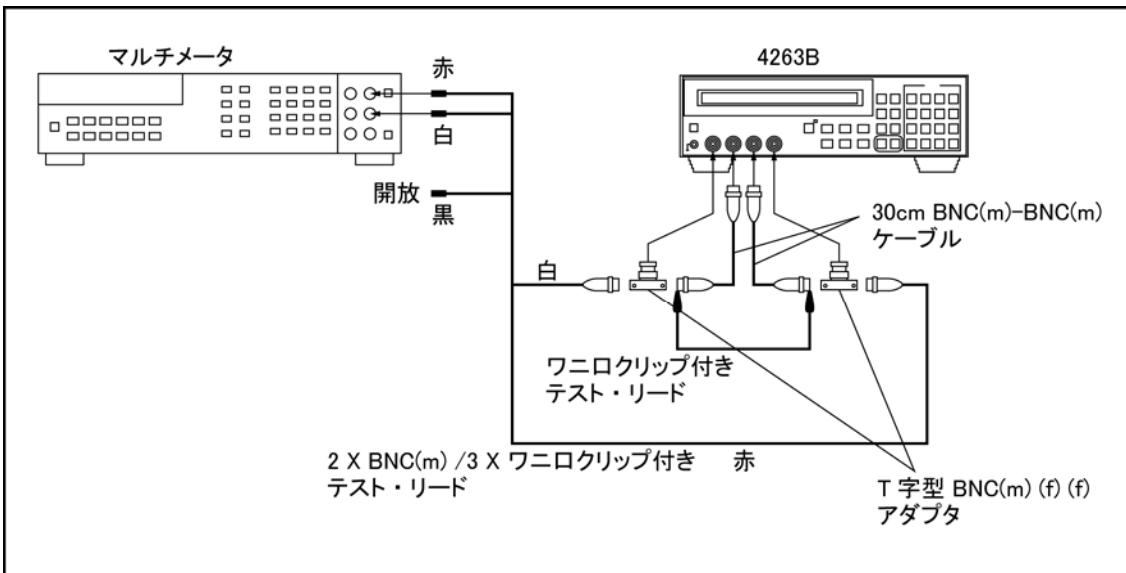 マルチメータ
4263B
赤
白
開放
黒
30cm BNC(m)-BNC(m)
ケーブル
白
ワニ口クリップ付き
テスト・リード
2 X BNC(m) /3 X ワニ口クリップ付き 赤
テスト・リード
T 字型 BNC(m) (f) (f)
アダプタ